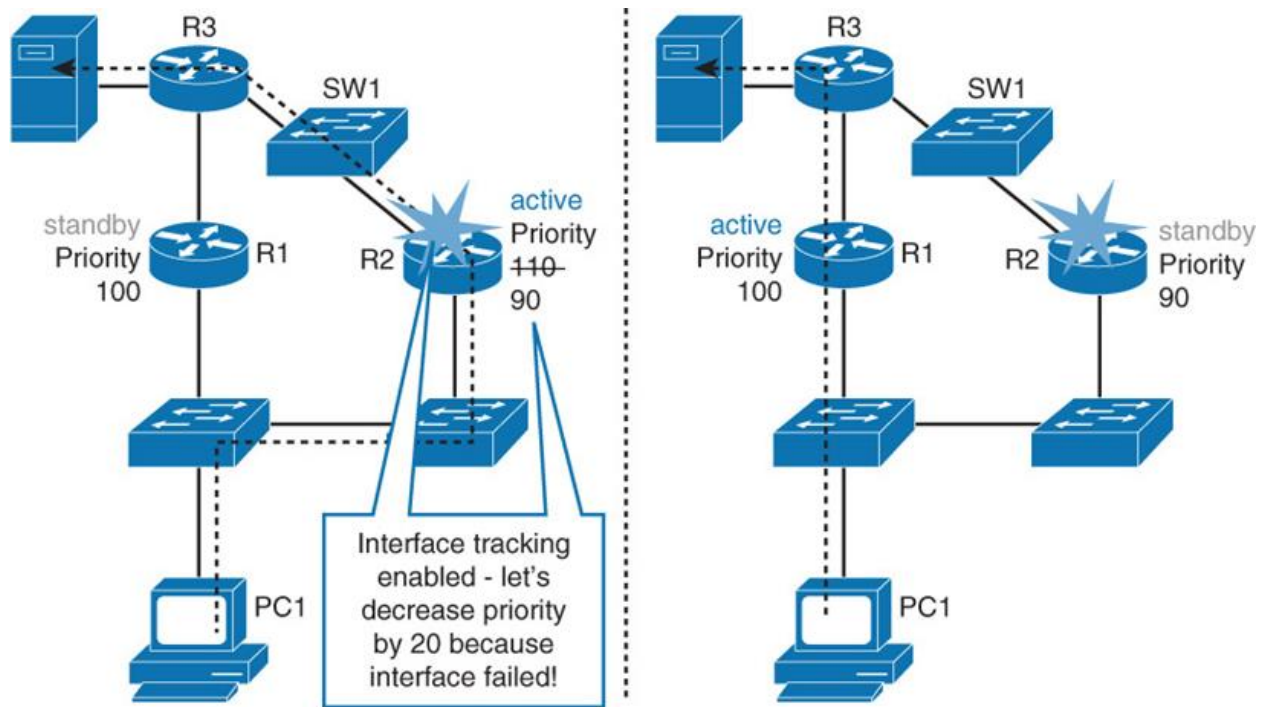 R3
SW1
standby
Priority
100
R1
R2
active
Priority
110
90
Interface tracking
enabled - let's
decrease priority
by 20 because
interface failed!
PC1
R3
SW1
active
Priority
100
R1
R2
standby
Priority
90
PC1